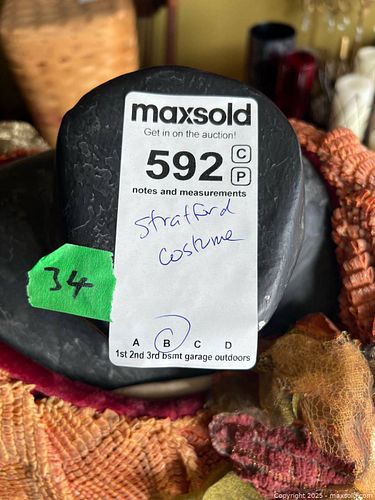 maxsold
Get in on the auction!
592 C
P
notes and measurements
Stratford
costume
34
A B C D
1st 2nd 3rd bsmt garage outdoors
Copyright 2025 - maxsold.com